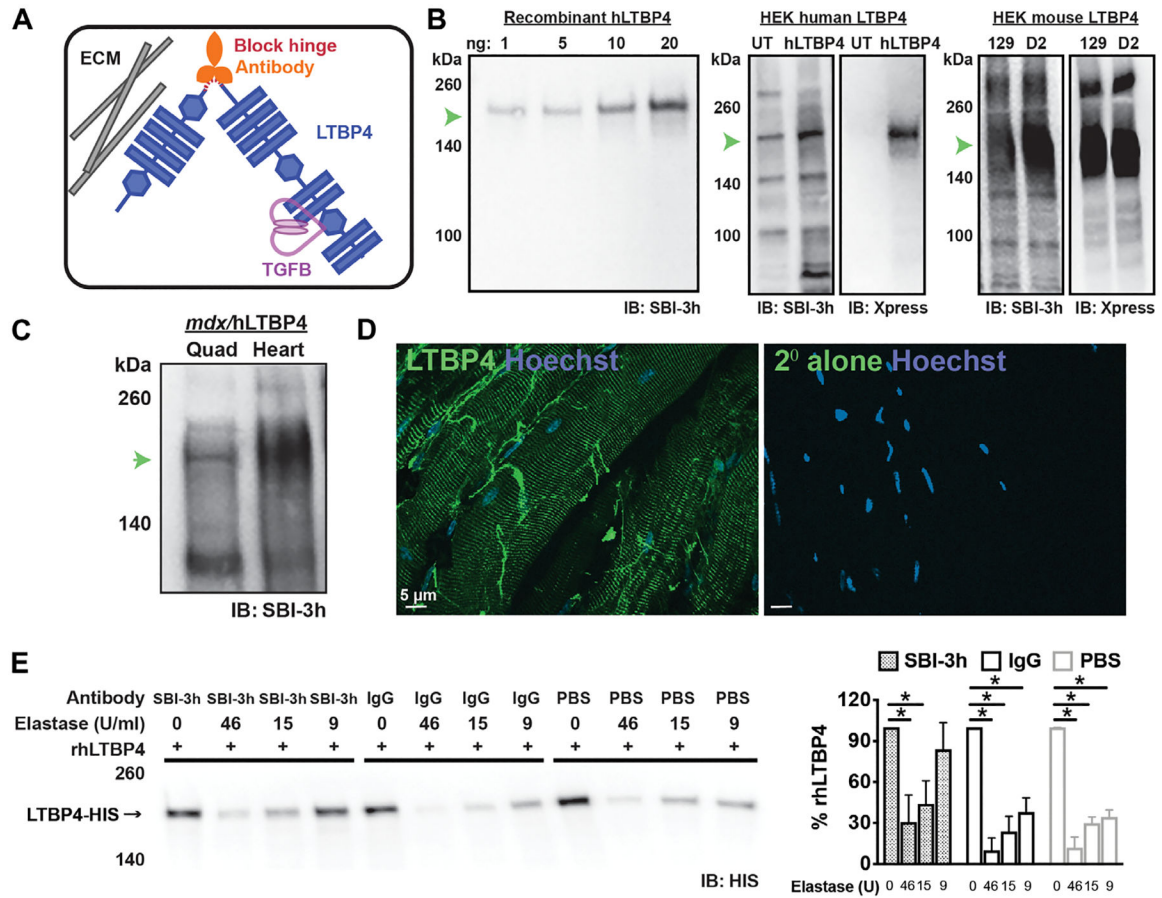 A
ECM
Block hinge
Antibody
LTBP4
TGFB
B
Recombinant hLTBP4
ng: 1 5 10 20
kDa
260
140
100
IB: SBI-3h
HEK human LTBP4
UT hLTBP4 UT hLTBP4
kDa
260
140
100
IB: SBI-3h IB: Xpress
HEK mouse LTBP4
129 D2 129 D2
kDa
260
140
100
IB: SBI-3h IB: Xpress
C
mdx/hLTBP4
Quad Heart
kDa
260
140
IB: SBI-3h
D
LTBP4 Hoechst
5 µm
2⁰ alone Hoechst
E
Antibody SBI-3h SBI-3h SBI-3h SBI-3h IgG IgG IgG IgG PBS PBS PBS PBS
Elastase (U/ml) 0 46 15 9 0 46 15 9 0 46 15 9
rhLTBP4 + + + + + + + + + + + +
260
LTBP4-HIS →
140
IB: HIS
SBI-3h IgG PBS
% rhLTBP4
120
90
60
30
0
* * * * * * * *
Elastase (U) 0 46 15 9 0 46 15 9 0 46 15 9